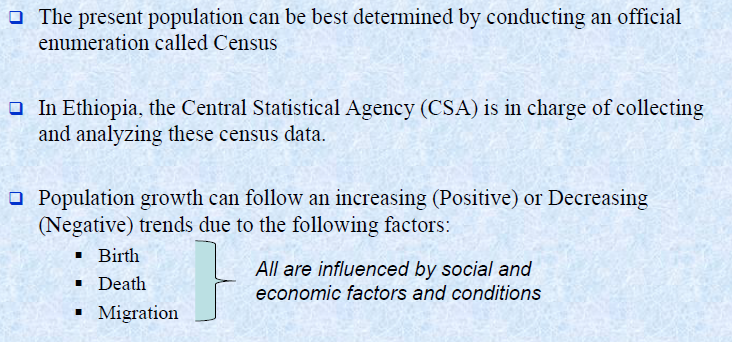 The present population can be best determined by conducting an official
enumeration called Census
In Ethiopia, the Central Statistical Agency (CSA) is in charge of collecting
and analyzing these census data.
Population growth can follow an increasing (Positive) or Decreasing
(Negative) trends due to the following factors:
Birth
Death
Migration
All are influenced by social and
economic factors and conditions